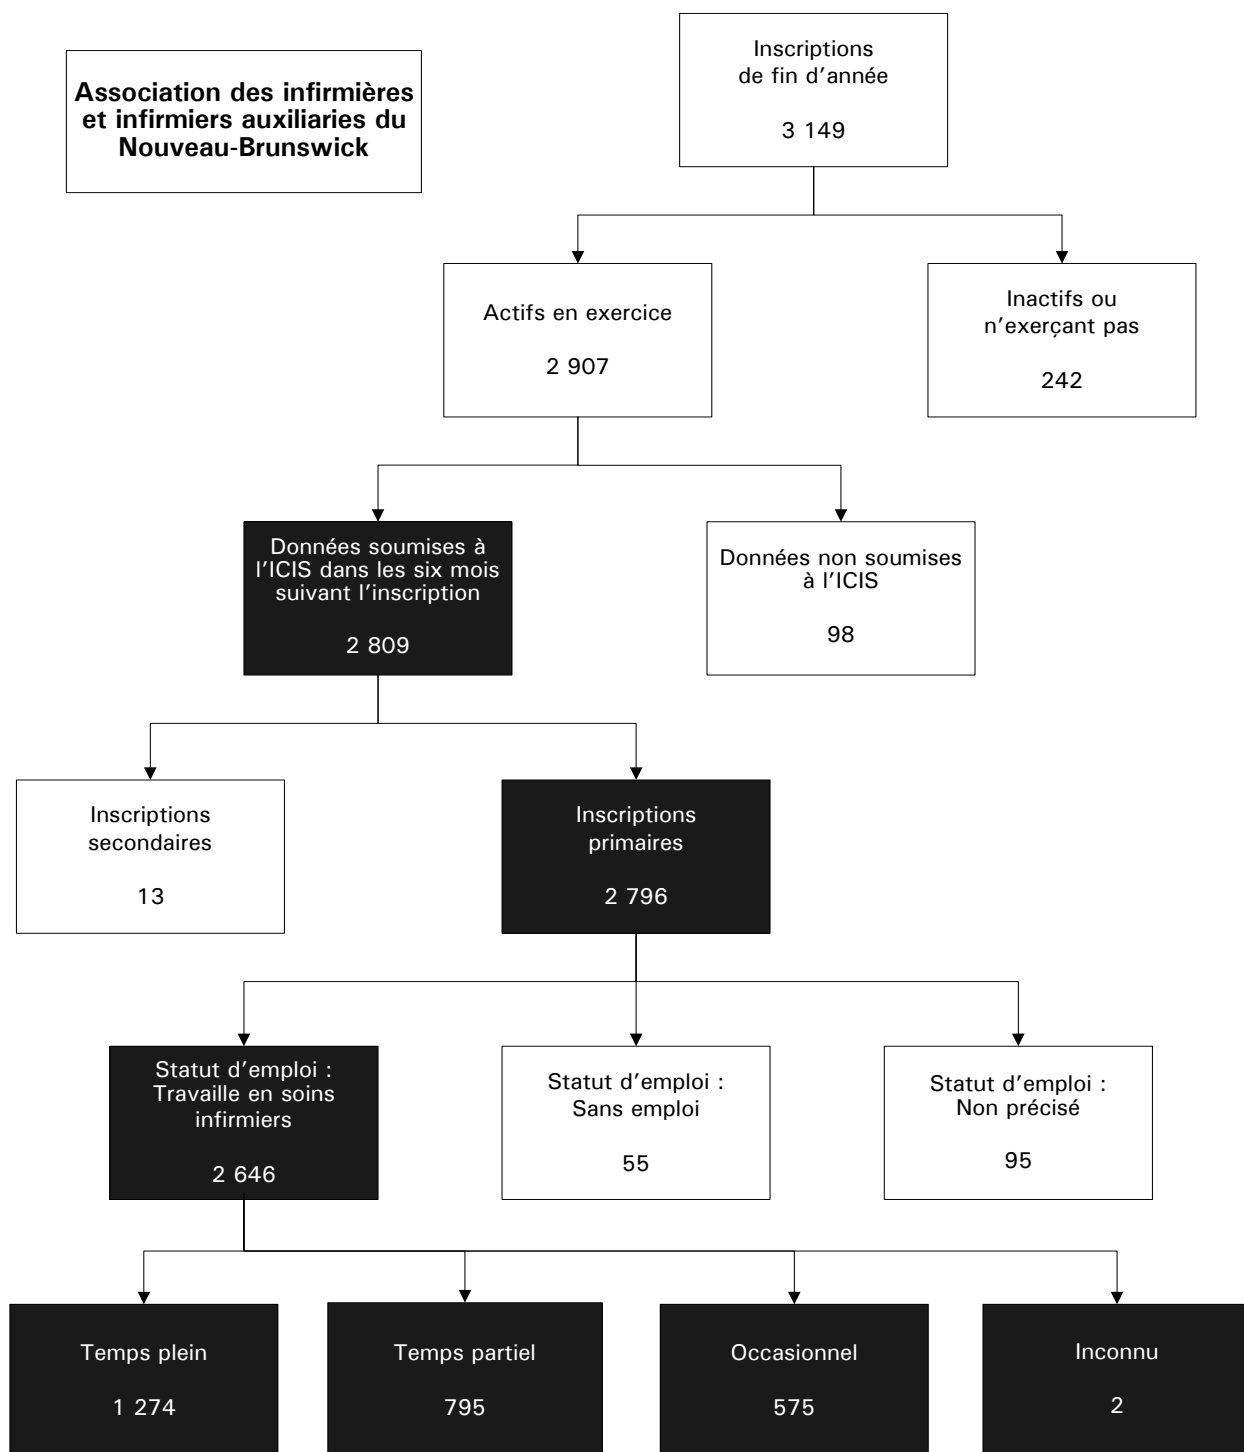 Association des infirmières
et infirmiers auxiliaries du
Nouveau-Brunswick
Inscriptions
de fin d'année
3 149
Actifs en exercice
2 907
Inactifs ou
n'exerçant pas
242
Données soumises à
l'ICIS dans les six mois
suivant l'inscription
2 809
Données non soumises
à l'ICIS
98
Inscriptions
secondaires
13
Inscriptions
primaires
2 796
Statut d'emploi :
Travaille en soins
infirmiers
2 646
Statut d'emploi :
Sans emploi
55
Statut d'emploi :
Non précisé
95
Temps plein
1 274
Temps partiel
795
Occasionnel
575
Inconnu
2